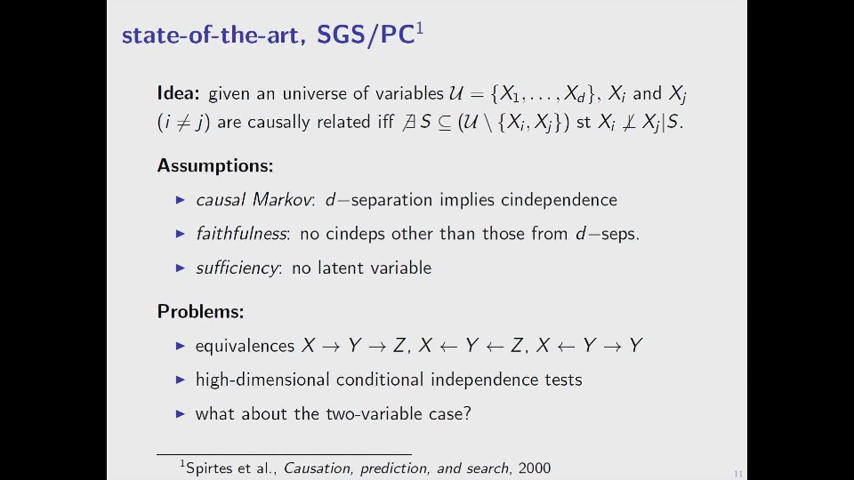 state-of-the-art, SGS/PC¹
Idea: given an universe of variables 𝒰 = {X₁, . . . , X_d}, X_i and X_j
(i ≠ j) are causally related iff ∄ S ⊆ (𝒰 \ {X_i, X_j}) st X_i ⊥̸ X_j|S.
Assumptions:
▶ causal Markov: d−separation implies cindependence
▶ faithfulness: no cindeps other than those from d−seps.
▶ sufficiency: no latent variable
Problems:
▶ equivalences X → Y → Z, X ← Y ← Z, X ← Y → Y
▶ high-dimensional conditional independence tests
▶ what about the two-variable case?
¹Spirtes et al., Causation, prediction, and search, 2000
11